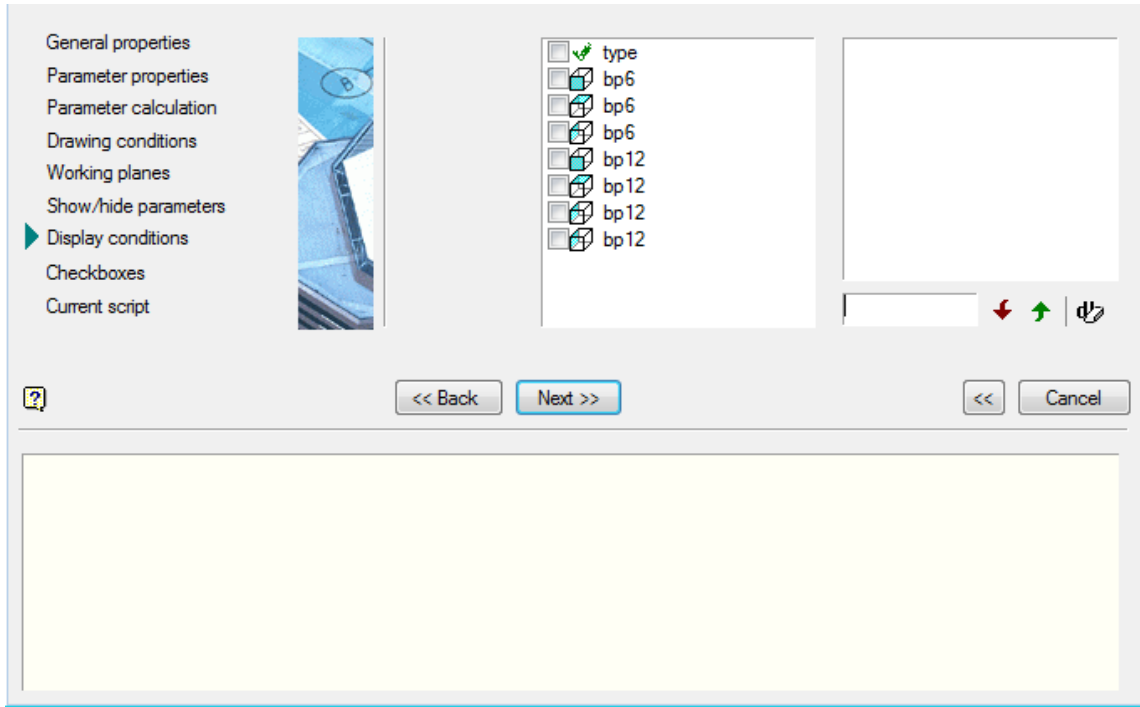 General properties
Parameter properties
Parameter calculation
Drawing conditions
Working planes
Show/hide parameters
Display conditions
Checkboxes
Current script
B
type
bp6
bp6
bp6
bp12
bp12
bp12
bp12
?
<< Back
Next >>
<<
Cancel